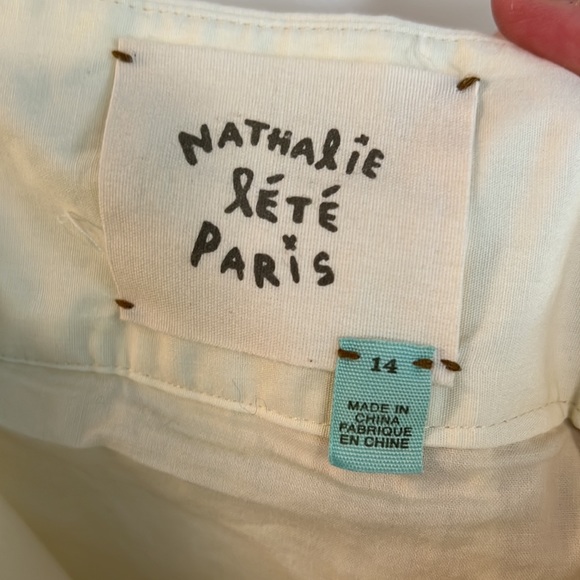 NATHAlie
lÉTÉ
PARiS
14
MADE IN
CHINA
FABRIQUE
EN CHINE